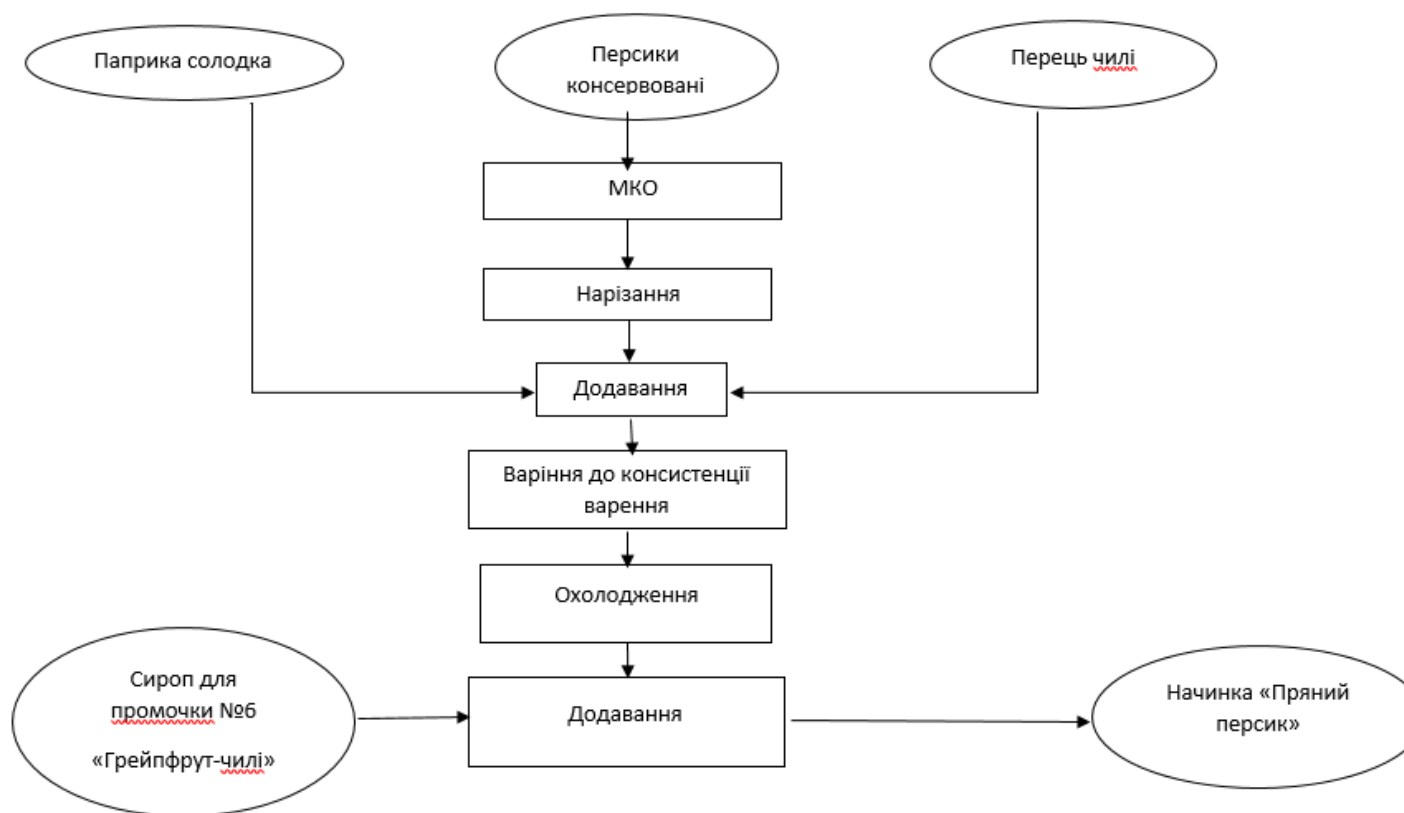 Паприка солодка
Персики
консервовані
Перець чилі
МКО
Нарізання
Додавання
Варіння до консистенції
варення
Охолодження
Сироп для
промочки №6
«Грейпфрут-чилі»
Додавання
Начинка «Пряний
персик»